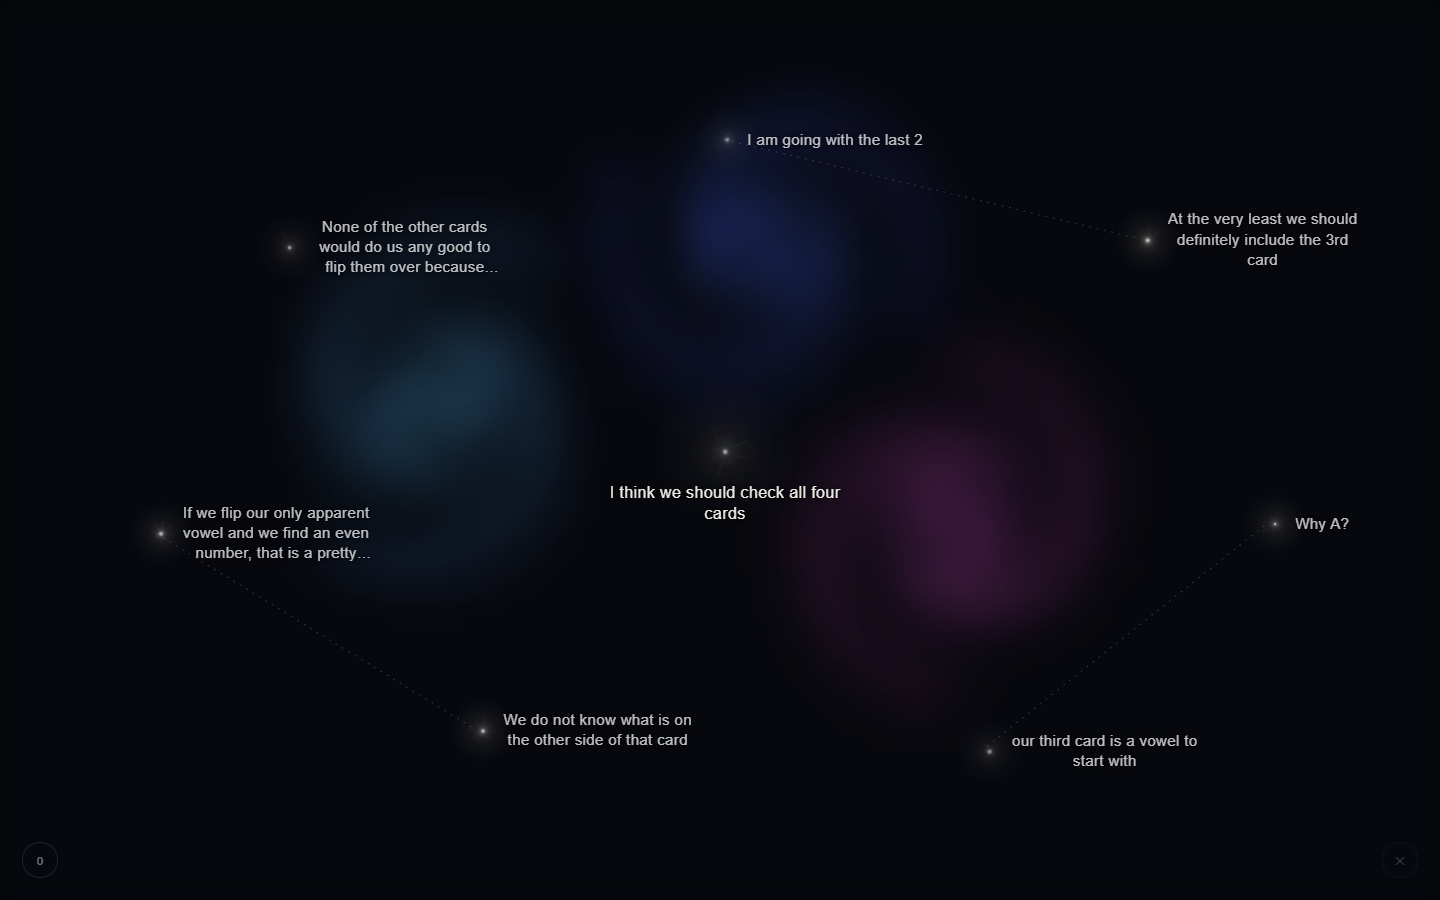 I am going with the last 2
At the very least we should
definitely include the 3rd
card
None of the other cards
would do us any good to
flip them over because...
I think we should check all four
cards
If we flip our only apparent
vowel and we find an even
number, that is a pretty...
Why A?
We do not know what is on
the other side of that card
our third card is a vowel to
start with
0